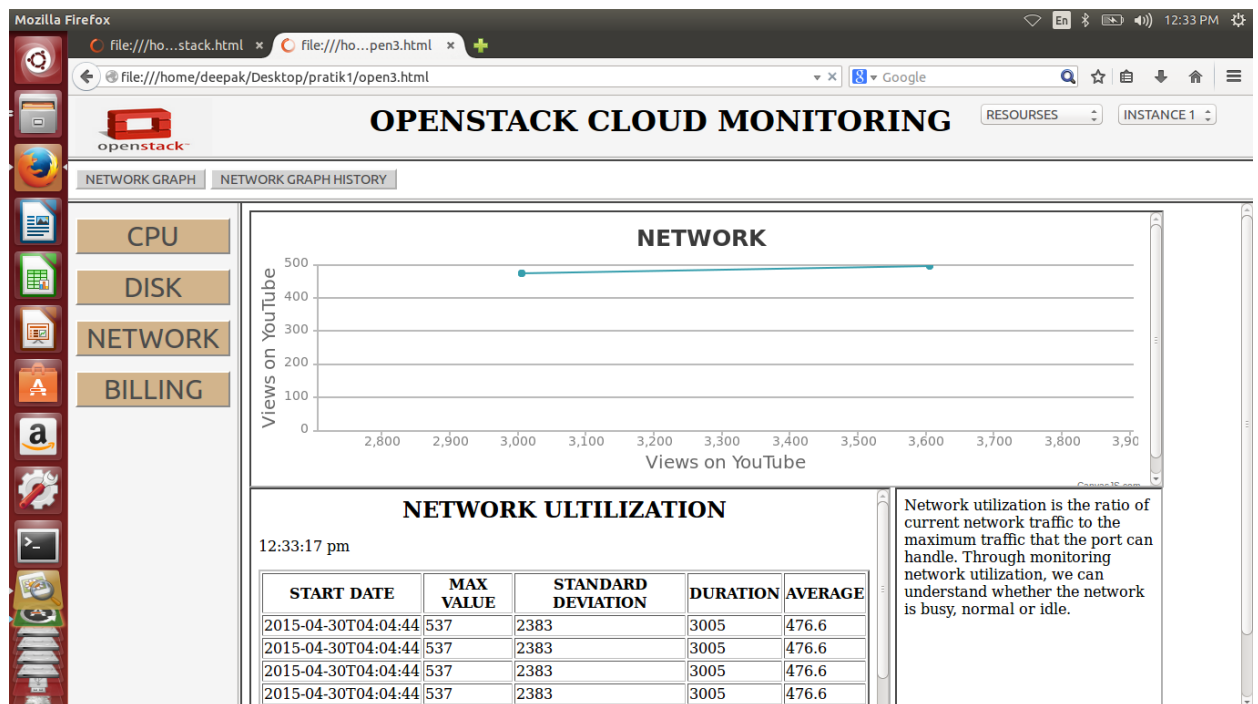 Mozilla Firefox
En
12:33 PM
file:///ho...stack.html
file:///ho...pen3.html
file:///home/deepak/Desktop/pratik1/open3.html
Google
openstack
OPENSTACK CLOUD MONITORING
RESOURSES
INSTANCE 1
NETWORK GRAPH
NETWORK GRAPH HISTORY
CPU
DISK
NETWORK
BILLING
NETWORK
Views on YouTube
500
400
300
200
100
0
2,800 2,900 3,000 3,100 3,200 3,300 3,400 3,500 3,600 3,700 3,800 3,90
Views on YouTube
CanvasJS.com
NETWORK ULTILIZATION
12:33:17 pm
START DATE MAX VALUE STANDARD DEVIATION DURATION AVERAGE
2015-04-30T04:04:44 537 2383 3005 476.6
2015-04-30T04:04:44 537 2383 3005 476.6
2015-04-30T04:04:44 537 2383 3005 476.6
2015-04-30T04:04:44 537 2383 3005 476.6
Network utilization is the ratio of
current network traffic to the
maximum traffic that the port can
handle. Through monitoring
network utilization, we can
understand whether the network
is busy, normal or idle.